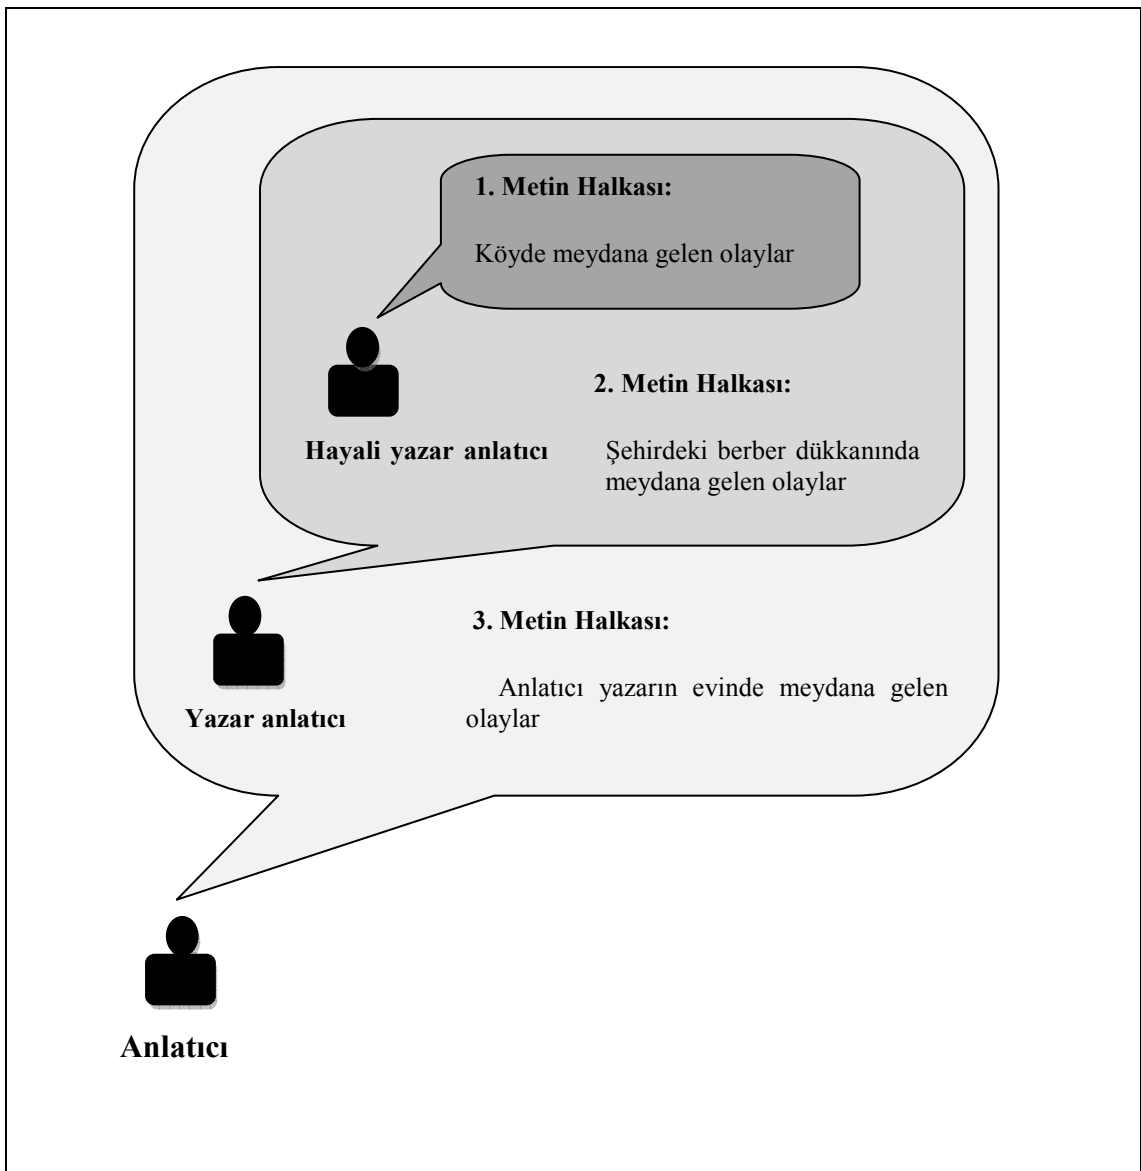 1. Metin Halkası:
Köyde meydana gelen olaylar
2. Metin Halkası:
Hayali yazar anlatıcı
Şehirdeki berber dükkanında
meydana gelen olaylar
3. Metin Halkası:
Anlatıcı yazarın evinde meydana gelen
olaylar
Yazar anlatıcı
Anlatıcı